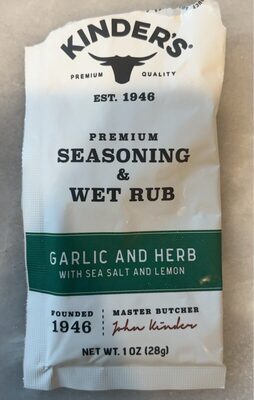 KINDER'S®
PREMIUM QUALITY
EST. 1946
PREMIUM
SEASONING
&
WET RUB
GARLIC AND HERB
WITH SEA SALT AND LEMON
FOUNDED
1946
MASTER BUTCHER
John Kinder
NET WT. 1 OZ (28g)